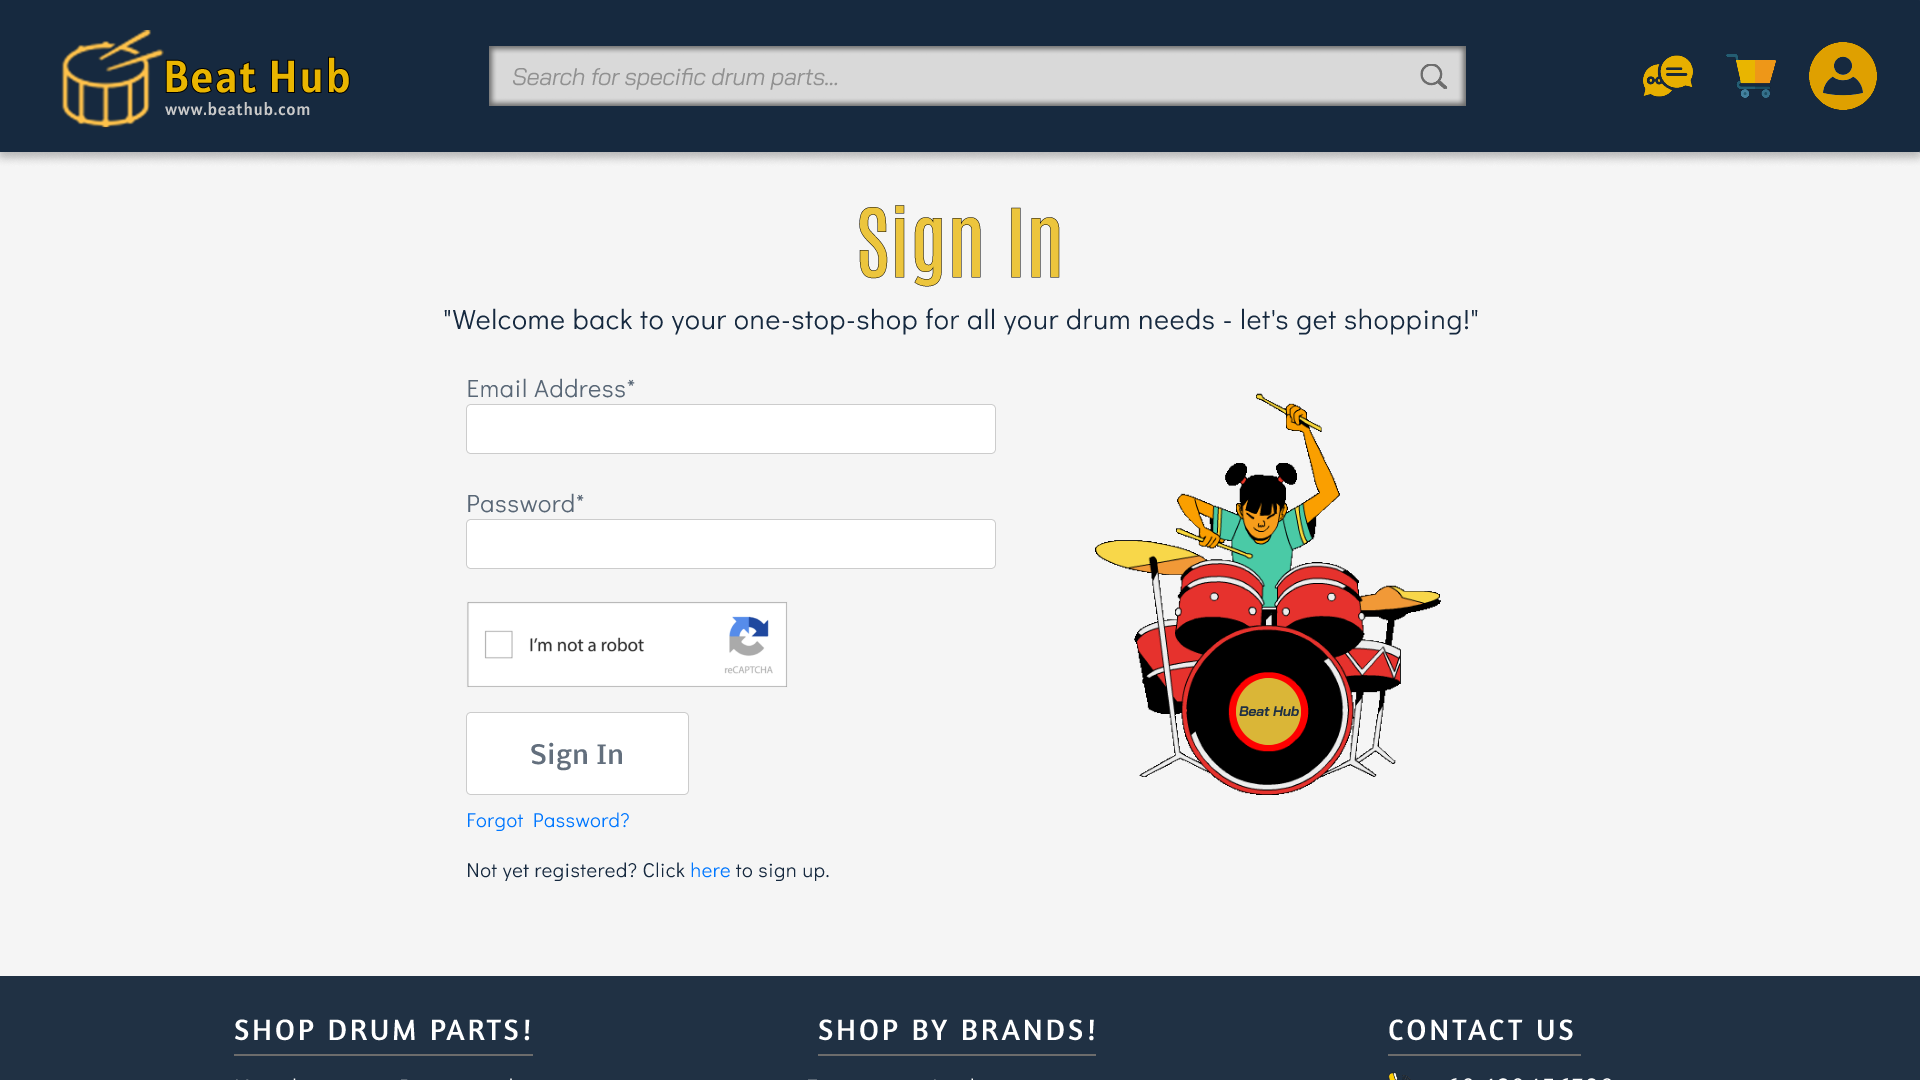 Beat Hub
www.beathub.com
Search for specific drum parts...
Sign In
"Welcome back to your one-stop-shop for all your drum needs - let's get shopping!"
Email Address*
Password*
I'm not a robot
reCAPTCHA
Beat Hub
Sign In
Forgot Password?
Not yet registered? Click here to sign up.
SHOP DRUM PARTS!
SHOP BY BRANDS!
CONTACT US